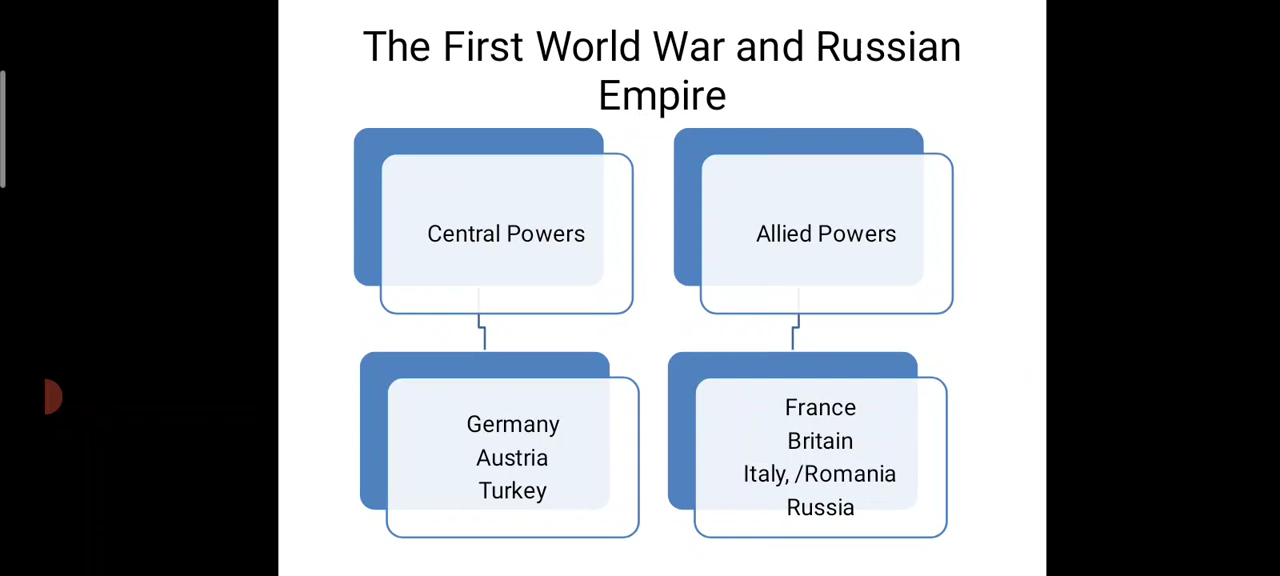 The First World War and Russian
Empire
Central Powers
Allied Powers
Germany
Austria
Turkey
France
Britain
Italy, /Romania
Russia